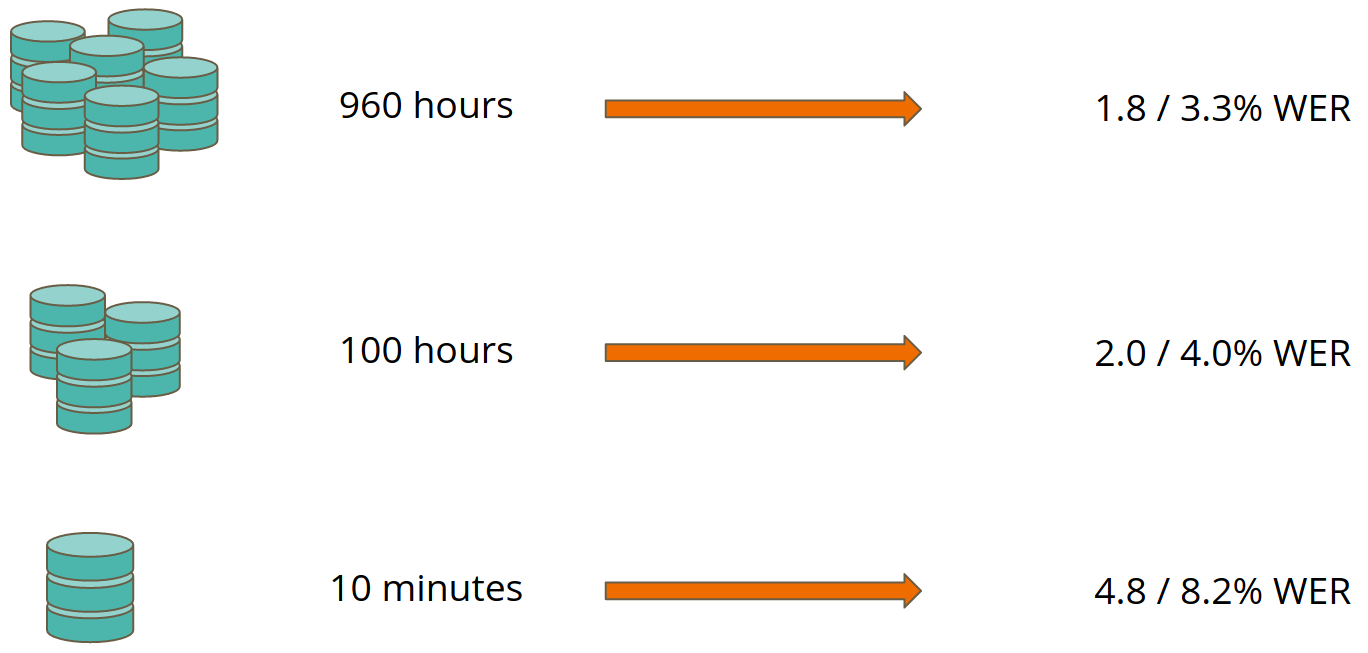 960 hours 1.8 / 3.3% WER
100 hours 2.0 / 4.0% WER
10 minutes 4.8 / 8.2% WER